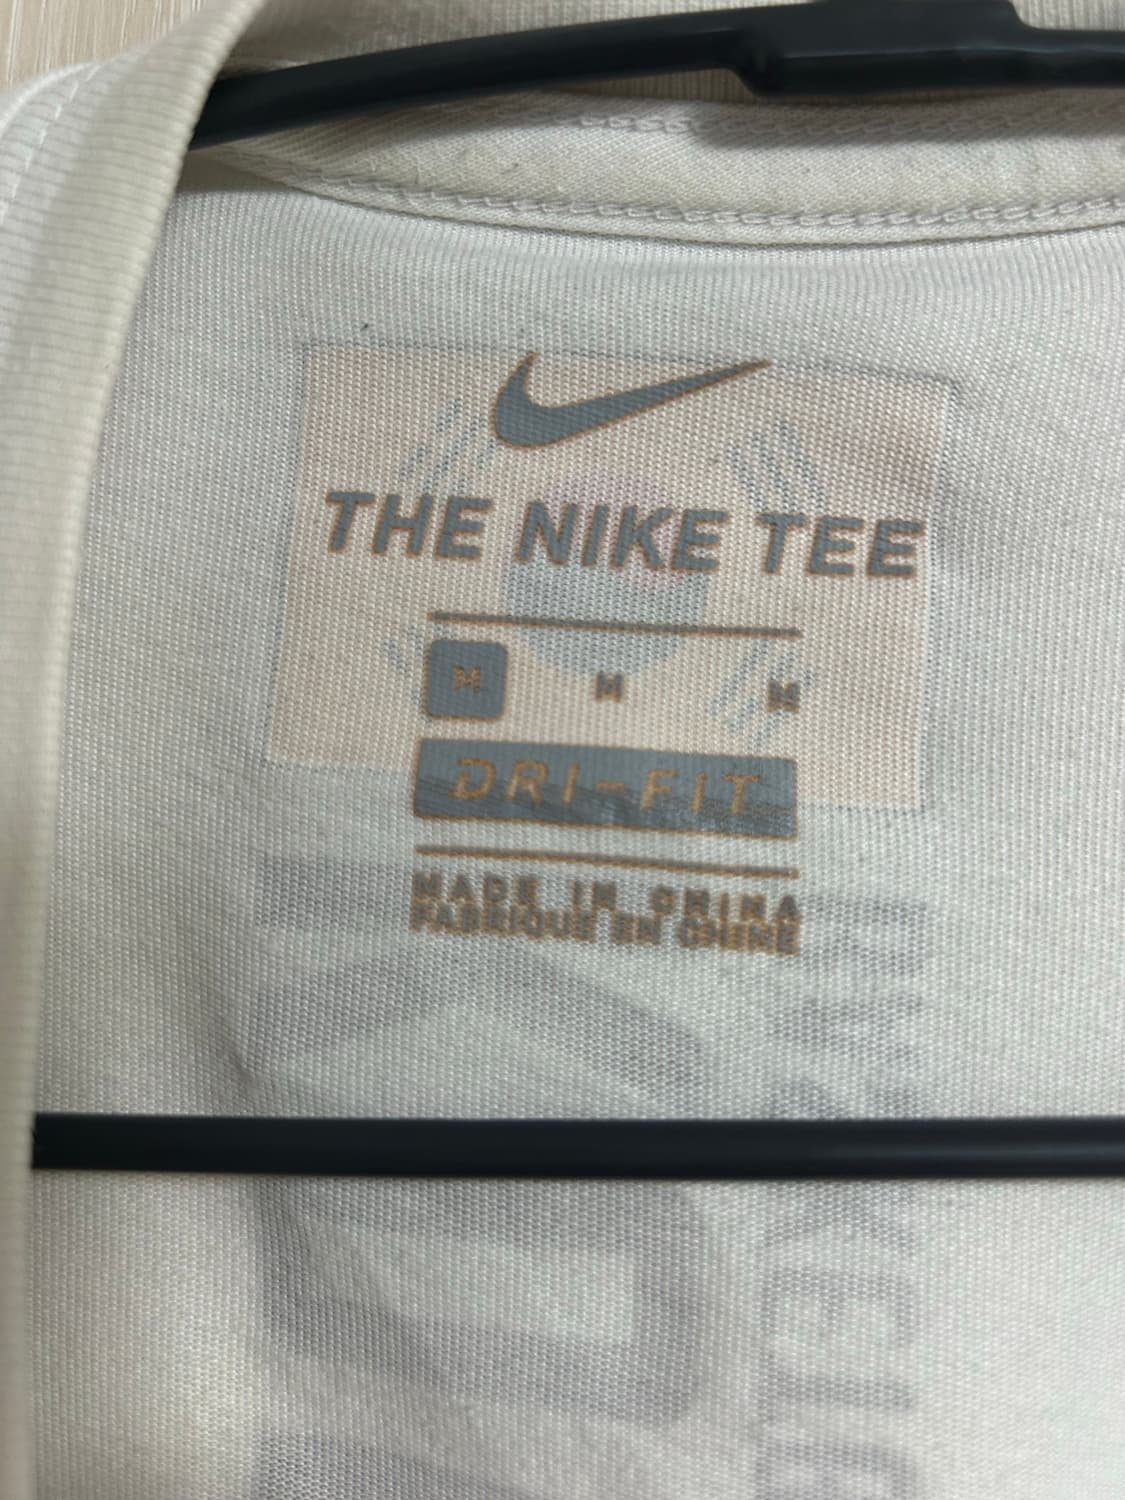 THE NIKE TEE
M M M
DRI-FIT
MADE IN CHINA
FABRIQUE EN CHINE